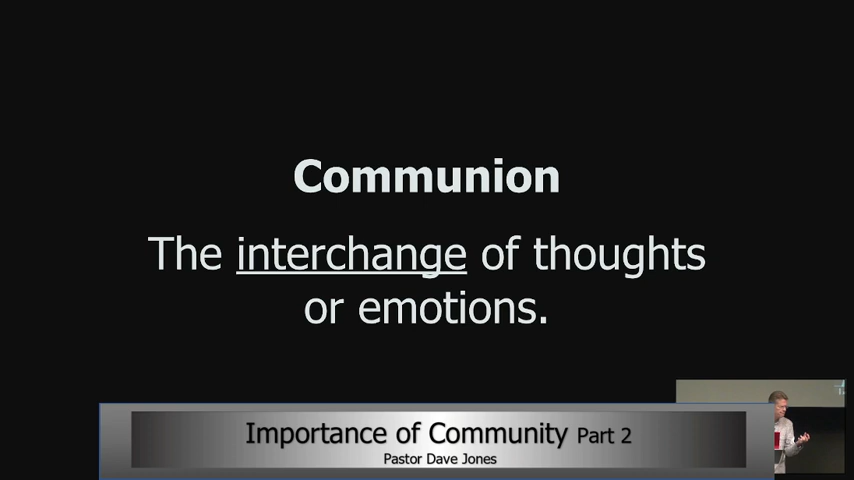 Communion
The interchange of thoughts
or emotions.
Importance of Community Part 2
Pastor Dave Jones